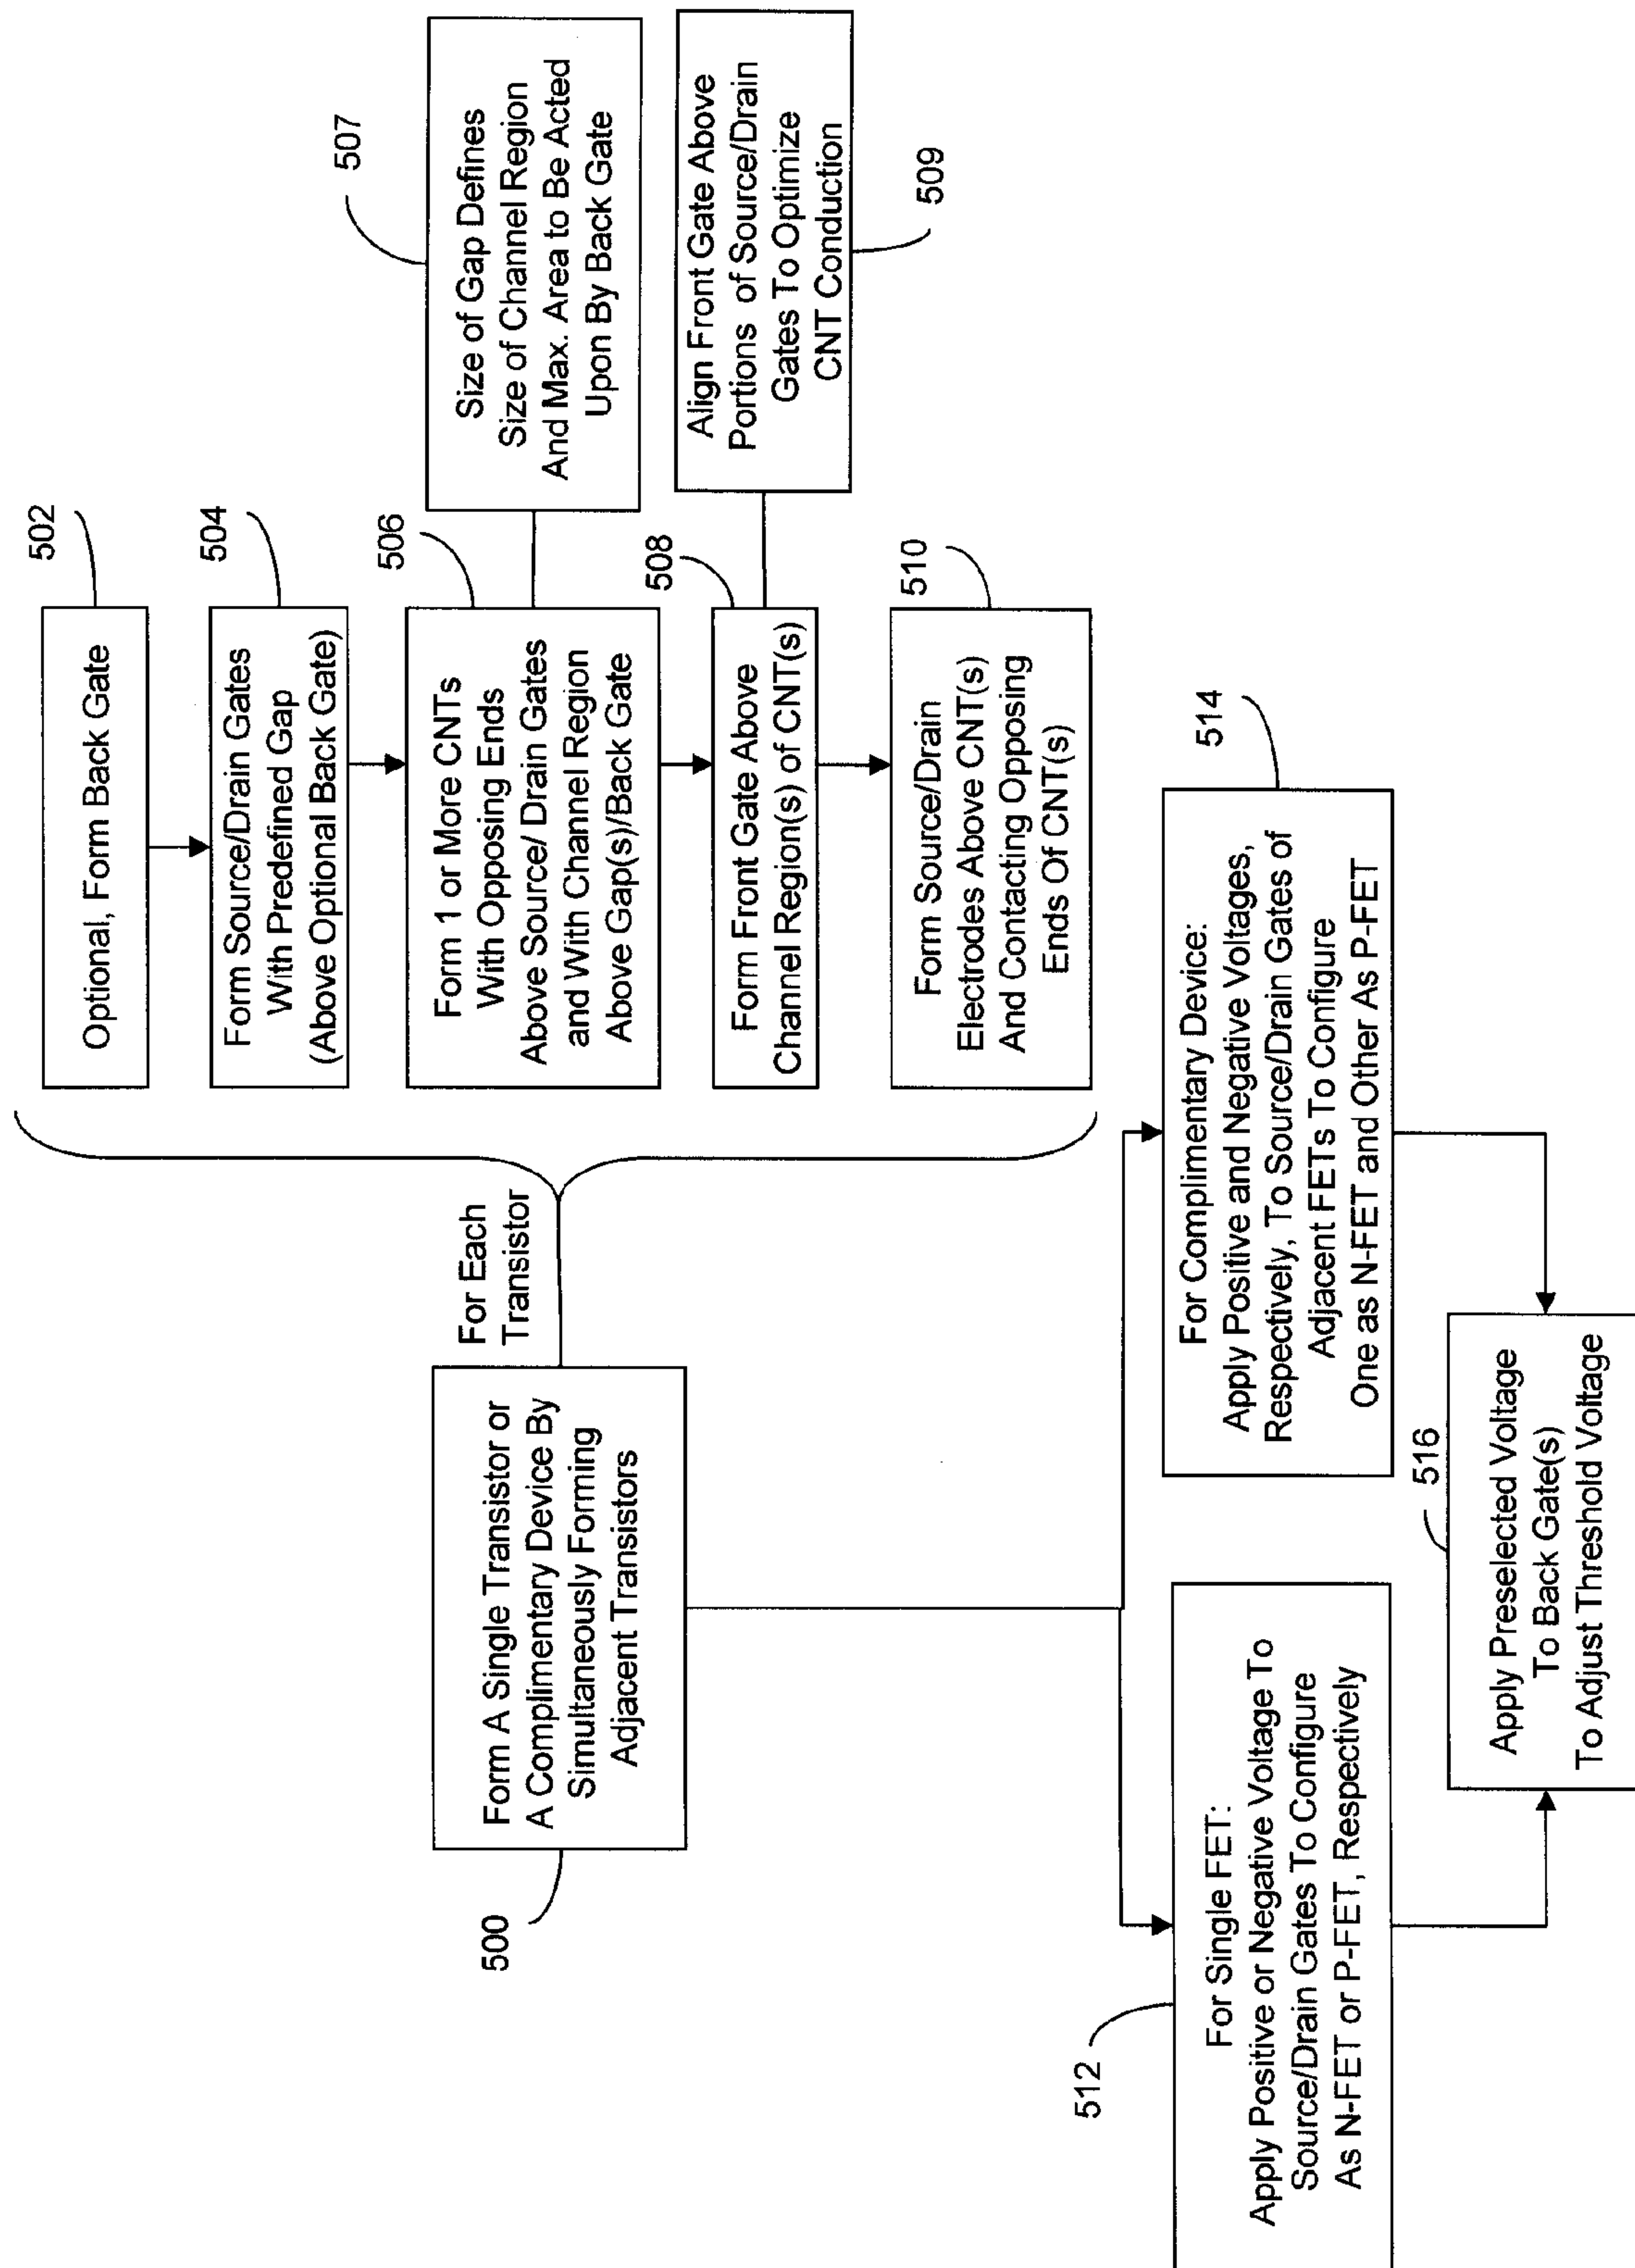 500
Form A Single Transistor or
A Complimentary Device By
Simultaneously Forming
Adjacent Transistors
For Each
Transistor
502
Optional, Form Back Gate
504
Form Source/Drain Gates
With Predefined Gap
(Above Optional Back Gate)
506
Form 1 or More CNTs
With Opposing Ends
Above Source/ Drain Gates
and With Channel Region
Above Gap(s)/Back Gate
507
Size of Gap Defines
Size of Channel Region
And Max. Area to Be Acted
Upon By Back Gate
508
Form Front Gate Above
Channel Region(s) of CNT(s)
Align Front Gate Above
Portions of Source/Drain
Gates To Optimize
CNT Conduction
509
510
Form Source/Drain
Electrodes Above CNT(s)
And Contacting Opposing
Ends Of CNT(s)
512
For Single FET:
Apply Positive or Negative Voltage To
Source/Drain Gates To Configure
As N-FET or P-FET, Respectively
514
For Complimentary Device:
Apply Positive and Negative Voltages,
Respectively, To Source/Drain Gates of
Adjacent FETs To Configure
One as N-FET and Other As P-FET
516
Apply Preselected Voltage
To Back Gate(s)
To Adjust Threshold Voltage